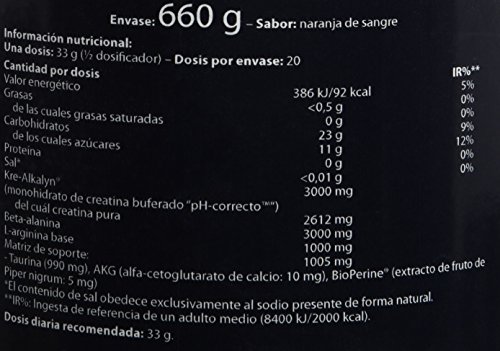 Envase: 660 g – Sabor: naranja de sangre
Información nutricional:
Una dosis: 33 g (½ dosificador) – Dosis por envase: 20
Cantidad por dosis IR%**
Valor energético 386 kJ/92 kcal 5%
Grasas <0,5 g 0%
de las cuales grasas saturadas 0 g 0%
Carbohidratos 23 g 9%
de los cuales azúcares 11 g 12%
Proteína 0 g 0%
Sal* <0,01 g 0%
Kre-Alkalyn® 3000 mg
(monohidrato de creatina buferado "pH-correcto™")
del cuál creatina pura 2612 mg
Beta-alanina 3000 mg
L-arginina base 1000 mg
Matriz de soporte: 1005 mg
- Taurina (990 mg), AKG (alfa-cetoglutarato de calcio: 10 mg), BioPerine® (extracto de fruto de
Piper nigrum: 5 mg)
*El contenido de sal obedece exclusivamente al sodio presente de forma natural.
**IR%: Ingesta de referencia de un adulto medio (8400 kJ/2000 kcal).
Dosis diaria recomendada: 33 g.